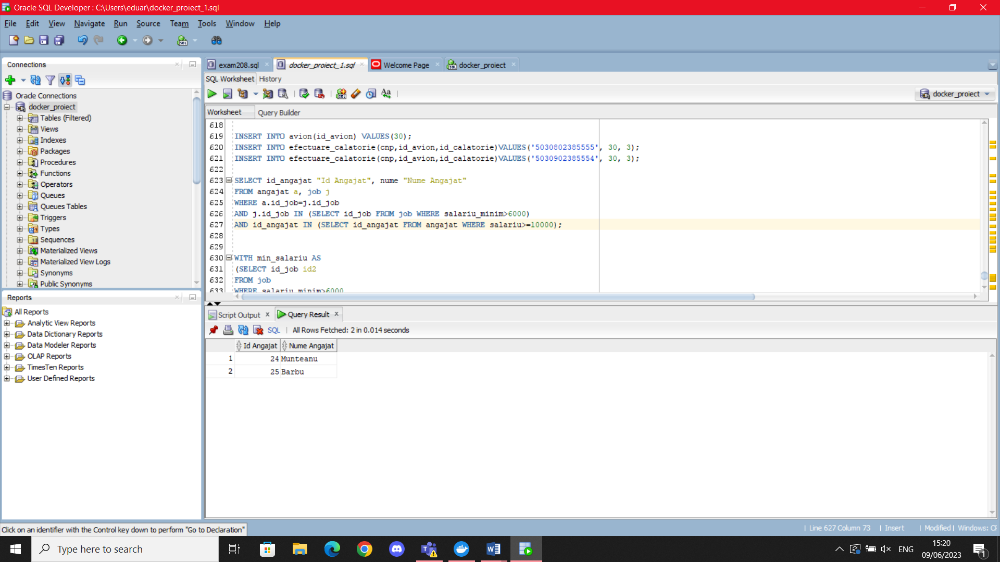 Oracle SQL Developer : C:\Users\eduar\docker_proiect_1.sql
File Edit View Navigate Run Source Team Tools Window Help
Connections
Oracle Connections
docker_proiect
Tables (Filtered)
Views
Indexes
Packages
Procedures
Functions
Operators
Queues
Queues Tables
Triggers
Types
Sequences
Materialized Views
Materialized View Logs
Synonyms
Public Synonyms
Reports
All Reports
Analytic View Reports
Data Dictionary Reports
Data Modeler Reports
OLAP Reports
TimesTen Reports
User Defined Reports
exam208.sql docker_proiect_1.sql Welcome Page docker_proiect
SQL Worksheet History
docker_proiect
Worksheet Query Builder
618
619 INSERT INTO avion(id_avion) VALUES(30);
620 INSERT INTO efectuare_calatorie(cnp,id_avion,id_calatorie)VALUES('5030802385555', 30, 3);
621 INSERT INTO efectuare_calatorie(cnp,id_avion,id_calatorie)VALUES('5030902385554', 30, 3);
622
623 SELECT id_angajat "Id Angajat", nume "Nume Angajat"
624 FROM angajat a, job j
625 WHERE a.id_job=j.id_job
626 AND j.id_job IN (SELECT id_job FROM job WHERE salariu_minim>6000)
627 AND id_angajat IN (SELECT id_angajat FROM angajat WHERE salariu>=10000);
628
629
630 WITH min_salariu AS
631 (SELECT id_job id2
632 FROM job
633 WHERE salariu_minim>6000
Script Output x Query Result x
SQL | All Rows Fetched: 2 in 0.014 seconds
Id Angajat Nume Angajat
1 24 Munteanu
2 25 Barbu
Click on an identifier with the Control key down to perform "Go to Declaration"
| Line 627 Column 73 | Insert | Modified | Windows: CF
Type here to search
ENG
15:20
09/06/2023
1